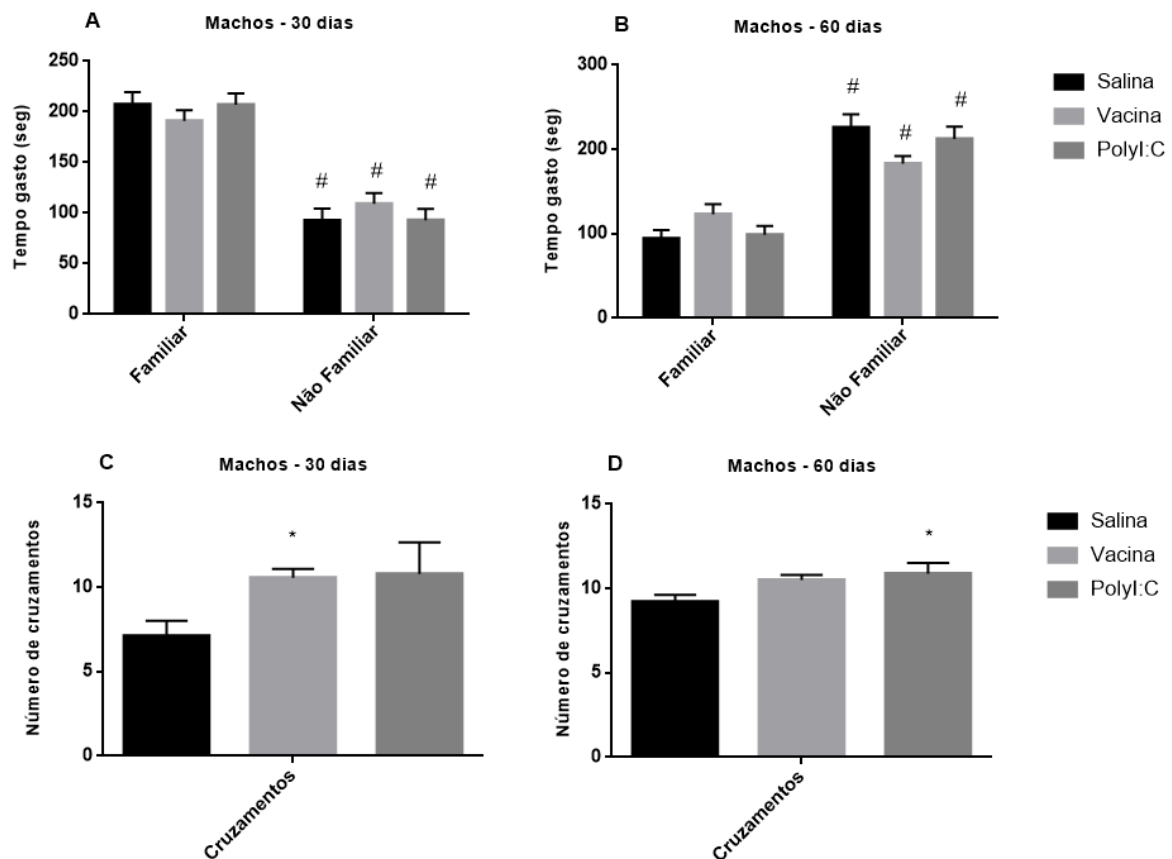 A
Machos - 30 dias
Tempo gasto (seg)
250
200
150
100
50
0
# # #
Familiar
Não Familiar
B
Machos - 60 dias
Tempo gasto (seg)
300
200
100
0
# # #
Familiar
Não Familiar
Salina
Vacina
PolyI:C
C
Machos - 30 dias
Número de cruzamentos
15
10
5
0
*
Cruzamentos
D
Machos - 60 dias
Número de cruzamentos
15
10
5
0
*
Cruzamentos
Salina
Vacina
PolyI:C